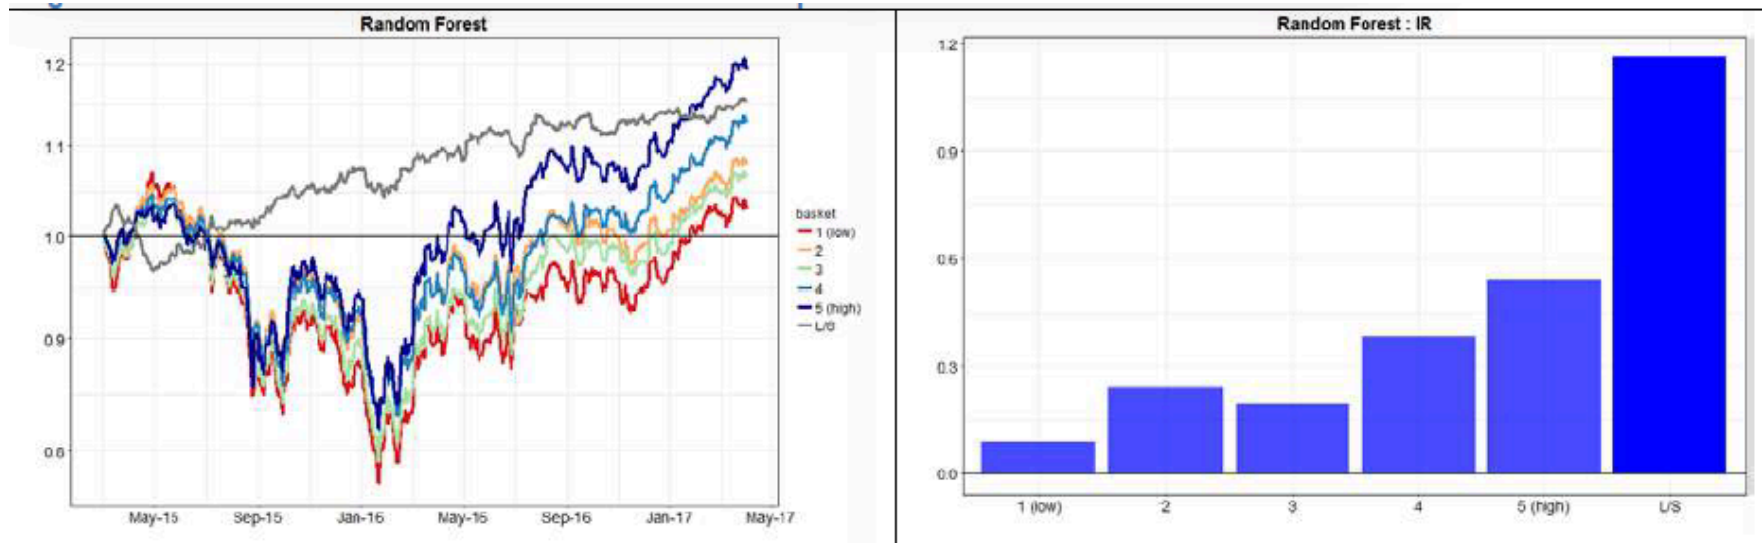 Random Forest
1.2
1.1
1.0
0.9
0.8
May-15
Sep-15
Jan-16
May-15
Sep-16
Jan-17
May-17
basket
1 (low)
2
3
4
5 (high)
L/S
Random Forest : IR
1.2
0.9
0.6
0.3
0.0
1 (low)
2
3
4
5 (high)
L/S